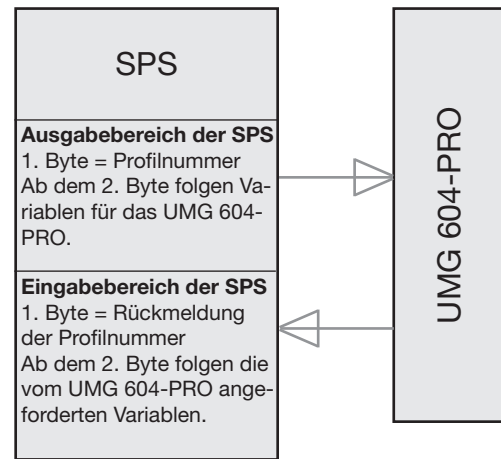 SPS
Ausgabebereich der SPS
1. Byte = Profilnummer
Ab dem 2. Byte folgen Va-
riablen für das UMG 604-
PRO.
Eingabebereich der SPS
1. Byte = Rückmeldung
der Profilnummer
Ab dem 2. Byte folgen die
vom UMG 604-PRO ange-
forderten Variablen.
UMG 604-PRO